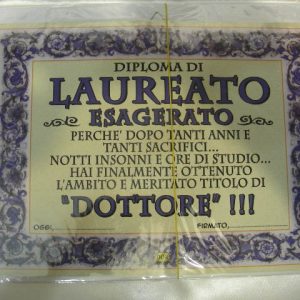 DIPLOMA DI
LAUREATO
ESAGERATO
PERCHE' DOPO TANTI ANNI E
TANTI SACRIFICI...
NOTTI INSONNI E ORE DI STUDIO...
HAI FINALMENTE OTTENUTO
L'AMBITO E MERITATO TITOLO DI
"DOTTORE" !!!
OGGI, FIRMATO,